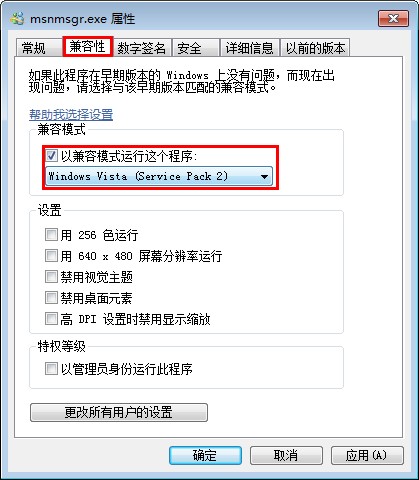 msnmsgr.exe 属性
常规 兼容性 数字签名 安全 详细信息 以前的版本
如果此程序在早期版本的 Windows 上没有问题，而现在出
现问题，请选择与该早期版本匹配的兼容模式。
帮助我选择设置
兼容模式
以兼容模式运行这个程序:
Windows Vista (Service Pack 2)
设置
用 256 色运行
用 640 x 480 屏幕分辨率运行
禁用视觉主题
禁用桌面元素
高 DPI 设置时禁用显示缩放
特权等级
以管理员身份运行此程序
更改所有用户的设置
确定 取消 应用(A)